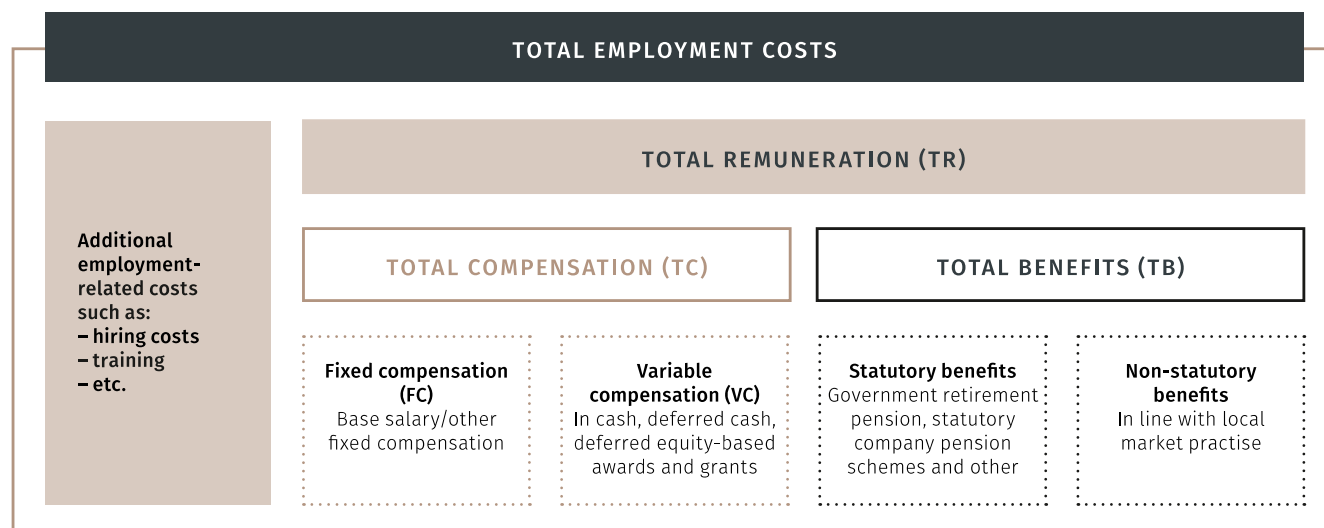 TOTAL EMPLOYMENT COSTS
Additional
employment-
related costs
such as:
– hiring costs
– training
– etc.
TOTAL REMUNERATION (TR)
TOTAL COMPENSATION (TC)
TOTAL BENEFITS (TB)
Fixed compensation
(FC)
Base salary/other
fixed compensation
Variable
compensation (VC)
In cash, deferred cash,
deferred equity-based
awards and grants
Statutory benefits
Government retirement
pension, statutory
company pension
schemes and other
Non-statutory
benefits
In line with local
market practise